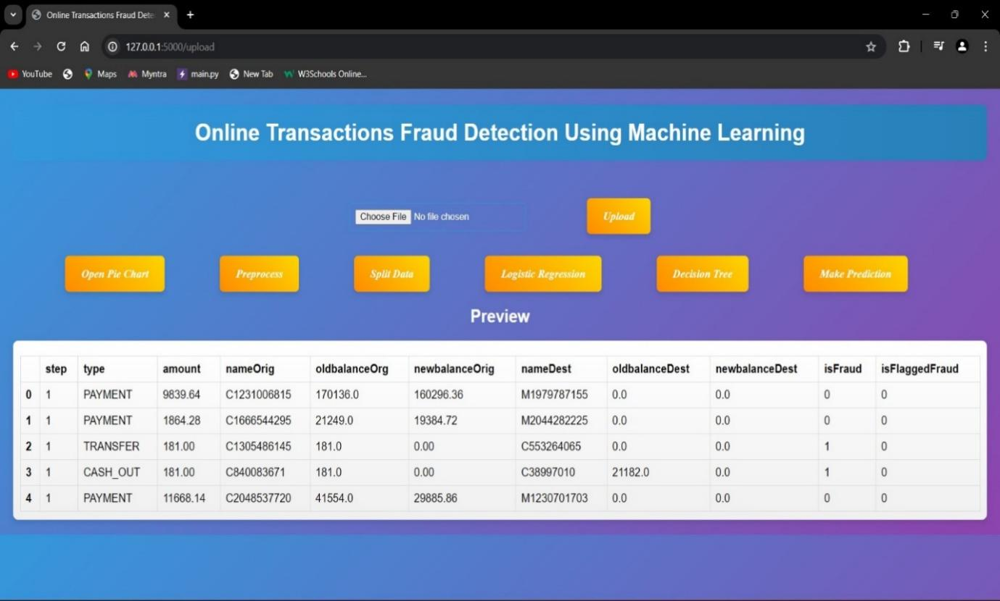 Online Transactions Fraud Dete
127.0.0.1:5000/upload
YouTube Maps Myntra main.py New Tab W3Schools Online...
Online Transactions Fraud Detection Using Machine Learning
Choose File No file chosen Upload
Open Pie Chart Preprocess Split Data Logistic Regression Decision Tree Make Prediction
Preview
step type amount nameOrig oldbalanceOrg newbalanceOrig nameDest oldbalanceDest newbalanceDest isFraud isFlaggedFraud
0 1 PAYMENT 9839.64 C1231006815 170136.0 160296.36 M1979787155 0.0 0.0 0 0
1 1 PAYMENT 1864.28 C1666544295 21249.0 19384.72 M2044282225 0.0 0.0 0 0
2 1 TRANSFER 181.00 C1305486145 181.0 0.00 C553264065 0.0 0.0 1 0
3 1 CASH_OUT 181.00 C840083671 181.0 0.00 C38997010 21182.0 0.0 1 0
4 1 PAYMENT 11668.14 C2048537720 41554.0 29885.86 M1230701703 0.0 0.0 0 0